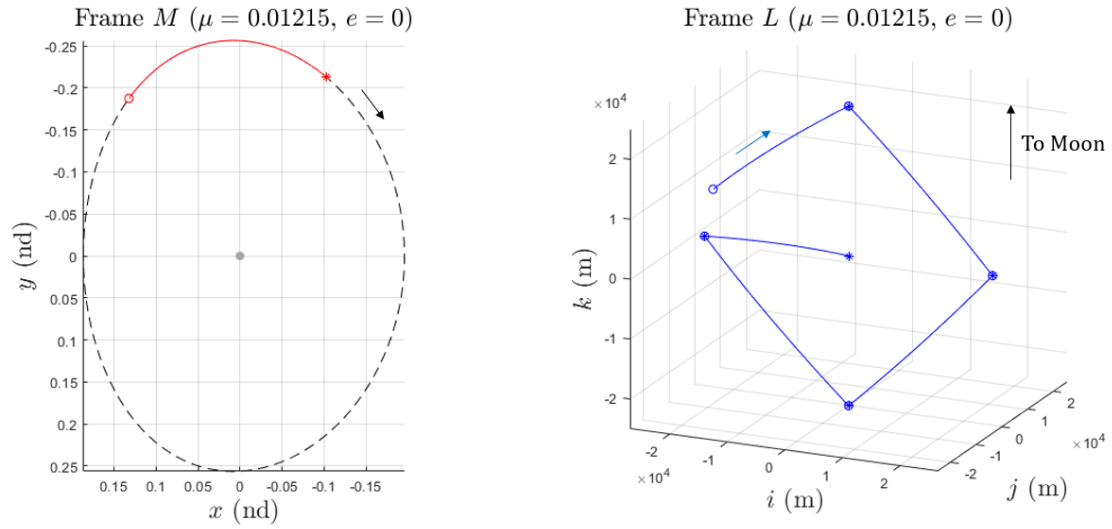 Frame M (μ = 0.01215, e = 0)
-0.25
-0.2
-0.15
-0.1
-0.05
0
0.05
0.1
0.15
0.2
0.25
y (nd)
0.15 0.1 0.05 0 -0.05 -0.1 -0.15
x (nd)
Frame L (μ = 0.01215, e = 0)
×10⁴
To Moon
2
1
0
-1
-2
k (m)
-2 -1 0 1 2
×10⁴
i (m)
-2 -1 0 1 2
×10⁴
j (m)